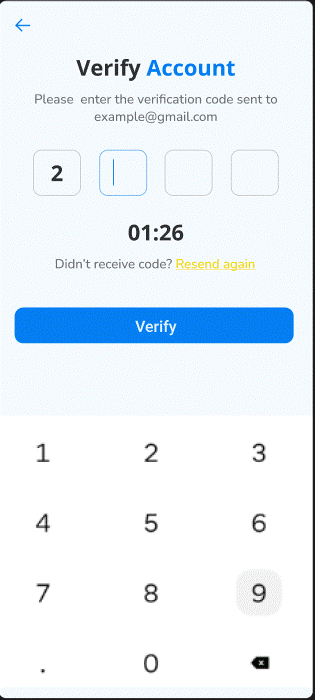 Verify Account
Please enter the verification code sent to
example@gmail.com
2
01:26
Didn't receive code? Resend again
Verify
1 2 3
4 5 6
7 8 9
. 0